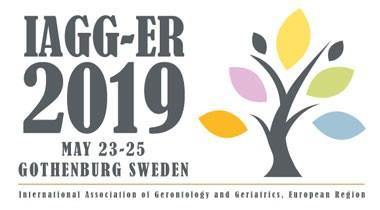 IAGG-ER
2019
MAY 23-25
GOTHENBURG SWEDEN
International Association of Gerontology and Geriatrics, European Region